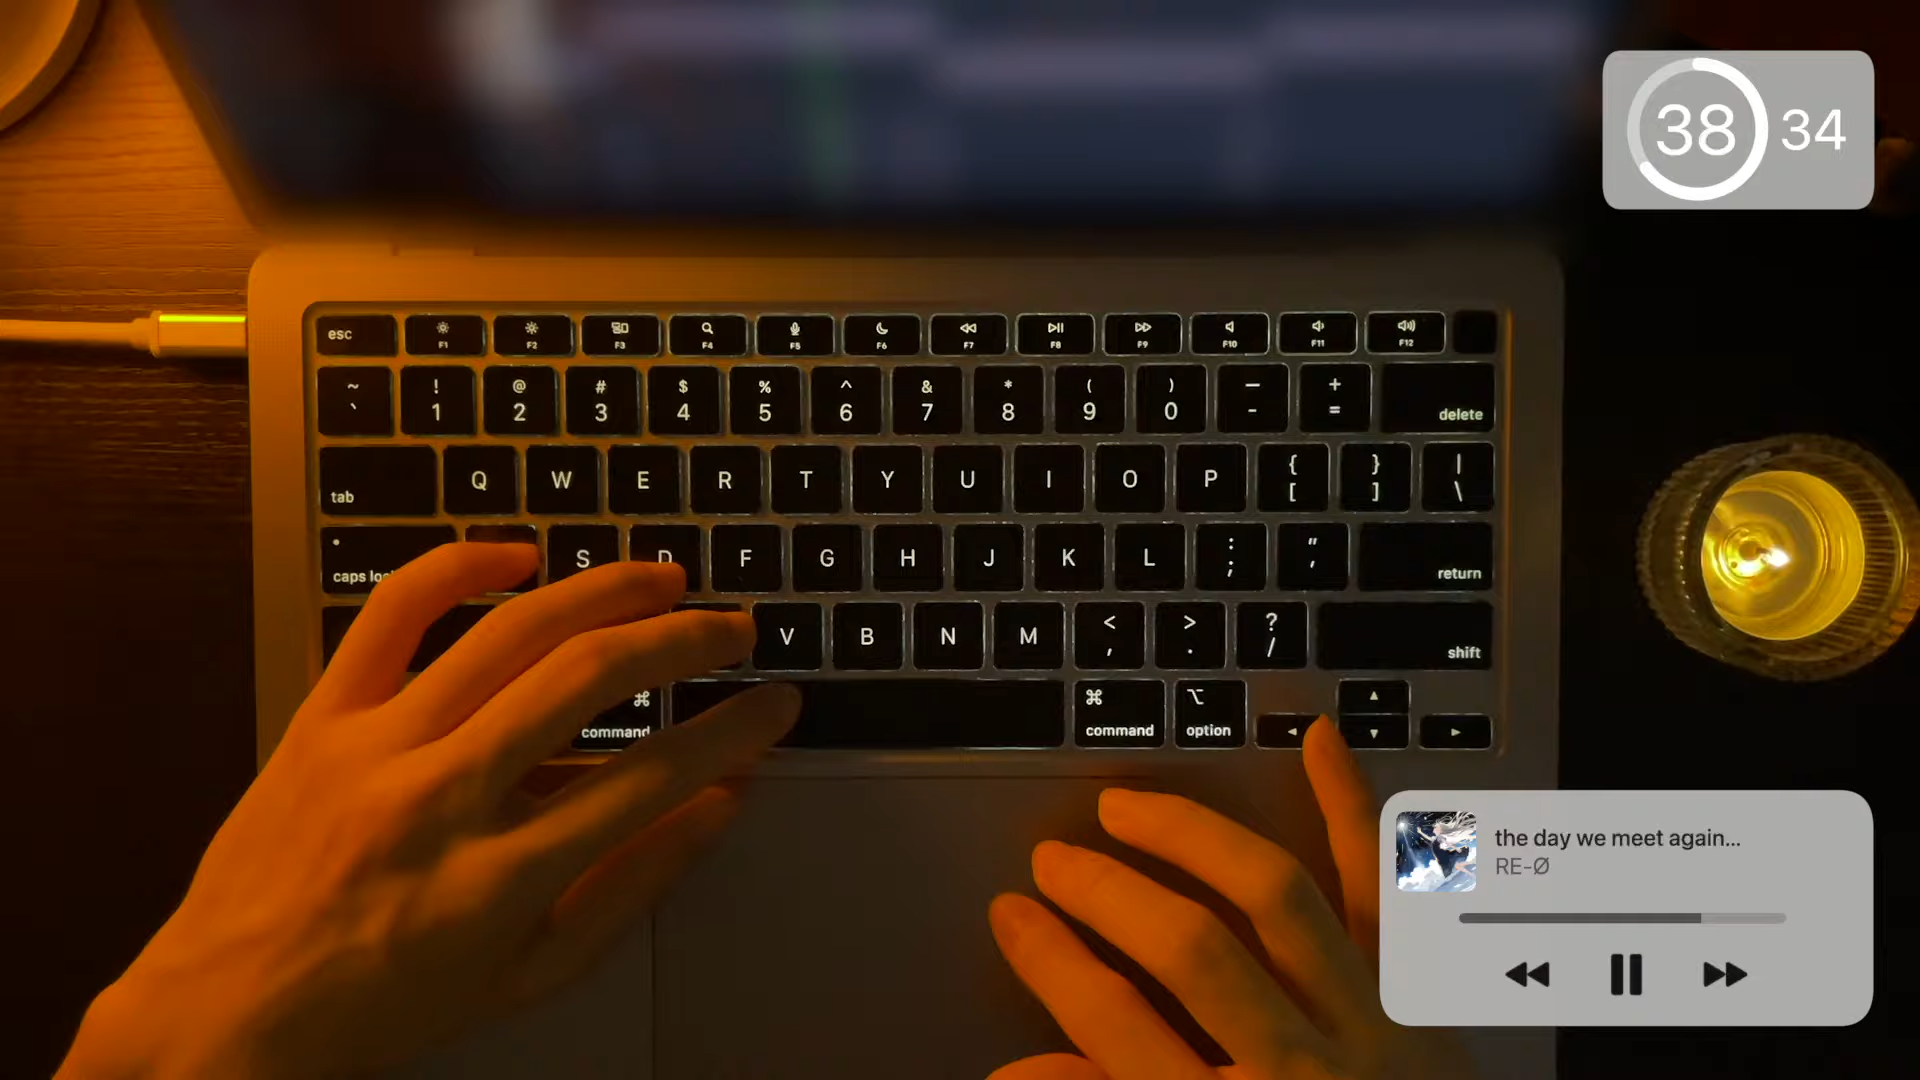 38 34
esc F1 F2 F3 F4 F5 F6 F7 F8 F9 F10 F11 F12
~ ! @ # $ % ^ & * ( ) — +
` 1 2 3 4 5 6 7 8 9 0 - = delete
tab Q W E R T Y U I O P { [ } ] | \
caps loc S D F G H J K L : ; " ' return
V B N M < , > . ? / shift
⌘ ⌘ ⌥ ▲
command command option ◄ ▼ ►
the day we meet again...
RE-Ø